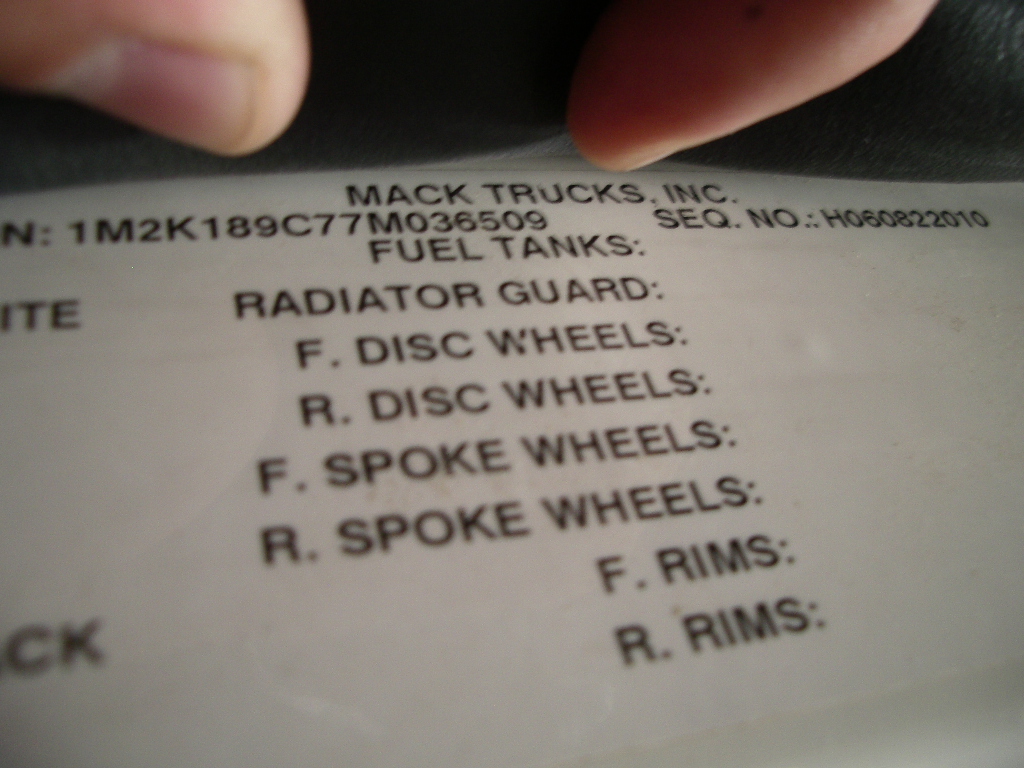 MACK TRUCKS, INC.
N: 1M2K189C77M036509 SEQ. NO.: H060822010
FUEL TANKS:
ITE RADIATOR GUARD:
F. DISC WHEELS:
R. DISC WHEELS:
F. SPOKE WHEELS:
R. SPOKE WHEELS:
F. RIMS:
CK R. RIMS: